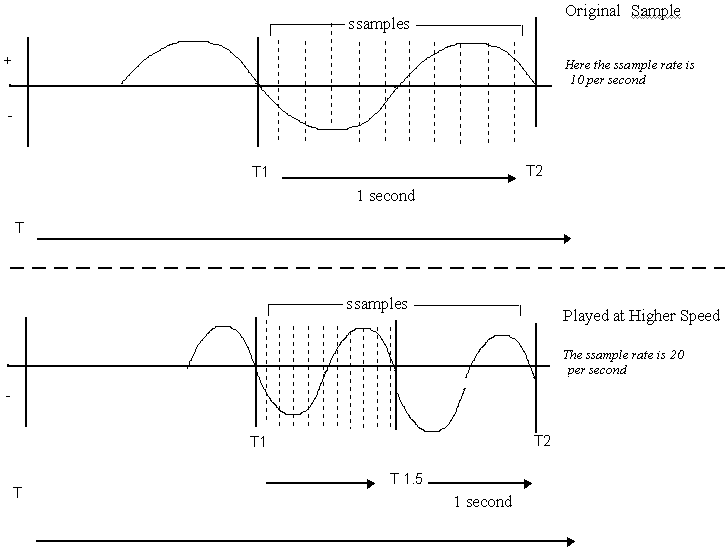 Original Sample
ssamples
Here the ssample rate is
10 per second
+
-
T1
T2
1 second
T
ssamples
Played at Higher Speed
The ssample rate is 20
per second
-
T1
T2
T 1.5
T
1 second